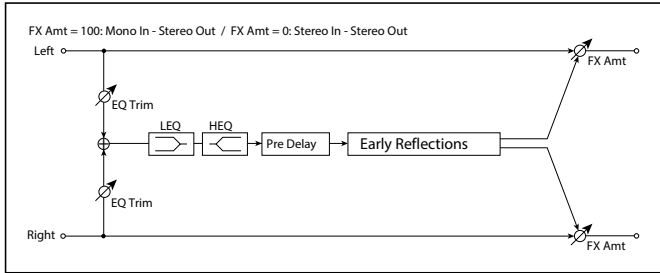 FX Amt = 100: Mono In - Stereo Out / FX Amt = 0: Stereo In - Stereo Out
Left
FX Amt
EQ Trim
LEQ
HEQ
Pre Delay
Early Reflections
EQ Trim
Right
FX Amt